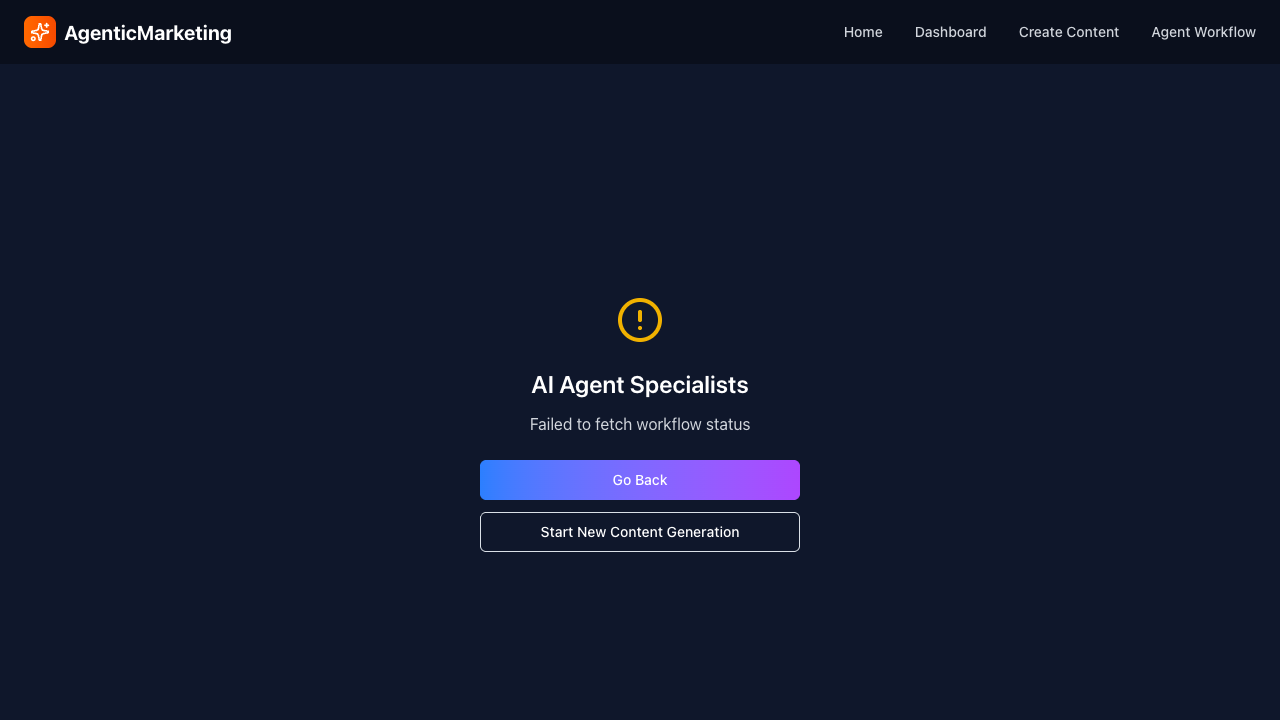 AgenticMarketing
Home
Dashboard
Create Content
Agent Workflow
AI Agent Specialists
Failed to fetch workflow status
Go Back
Start New Content Generation